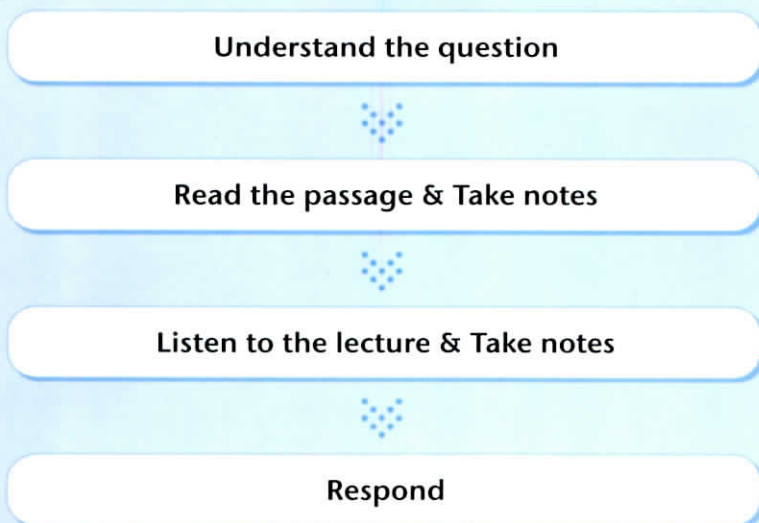 Understand the question
Read the passage & Take notes
Listen to the lecture & Take notes
Respond